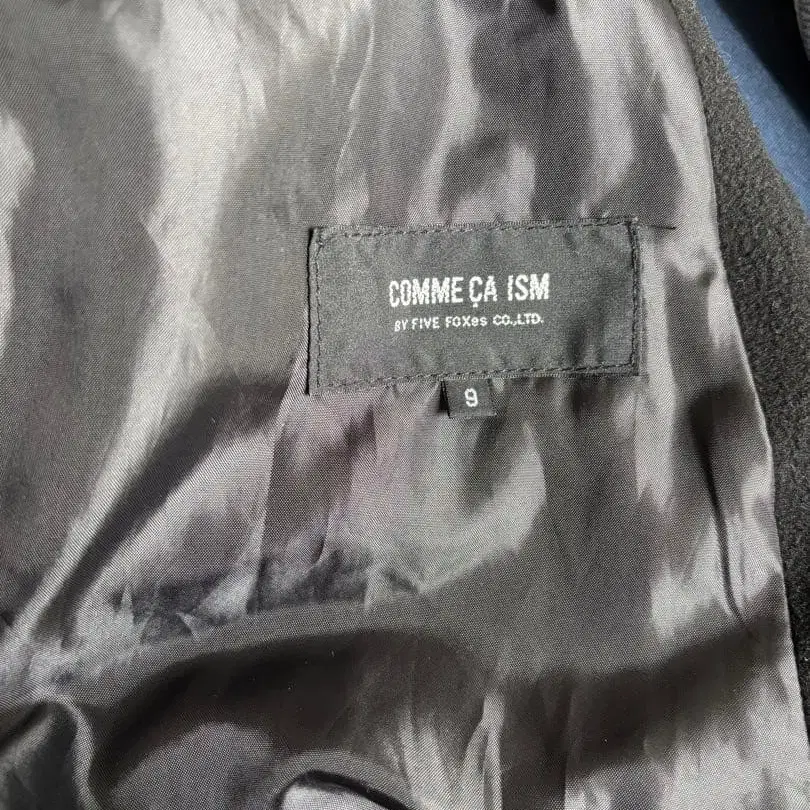 COMME ÇA ISM
BY FIVE FOXes CO.,LTD.
9